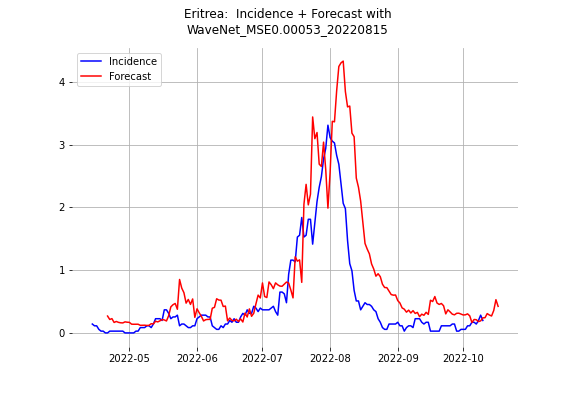 Eritrea:  Incidence + Forecast with
WaveNet_MSE0.00053_20220815
Incidence
Forecast
4
3
2
1
0
2022-05 2022-06 2022-07 2022-08 2022-09 2022-10